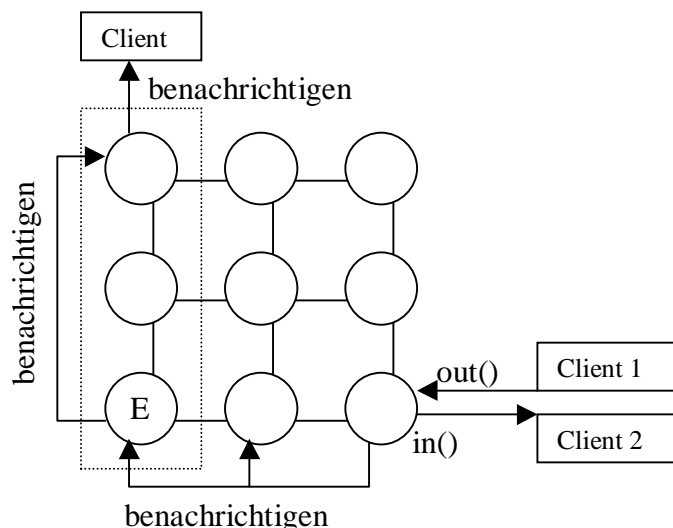 Client
benachrichtigen
benachrichtigen
out()
Client 1
E
in()
Client 2
benachrichtigen